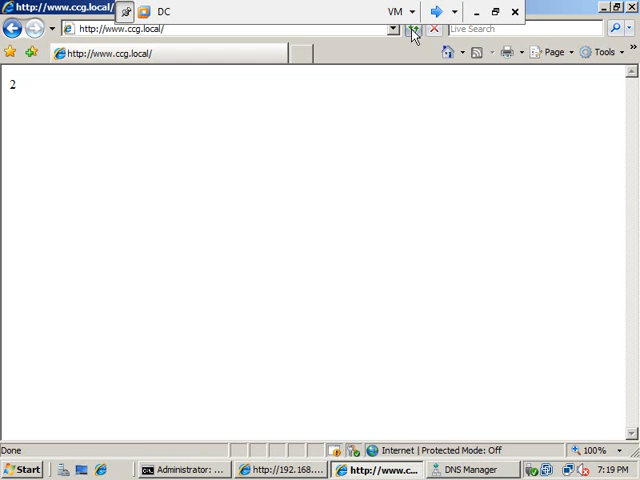 http://www.ccg.local/
DC
VM
http://www.ccg.local/
Live Search
http://www.ccg.local/
Page
Tools
2
Done
Internet | Protected Mode: Off
100%
Start
Administrator: ...
http://192.168....
http://www.c...
DNS Manager
7:19 PM